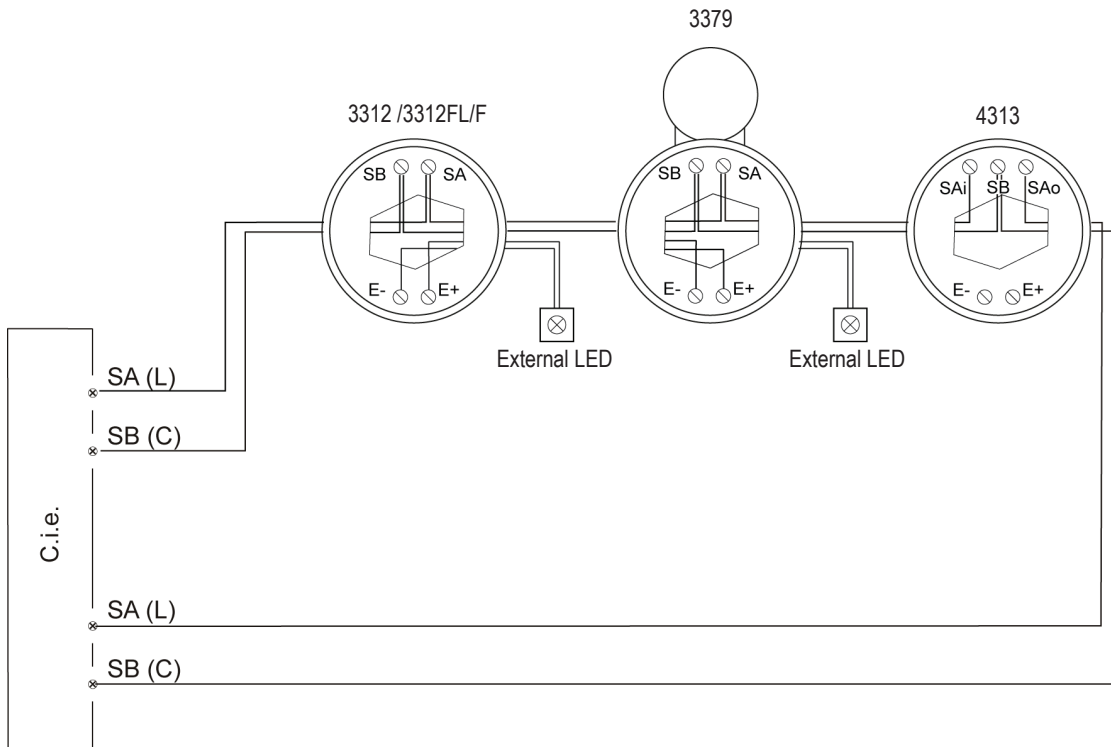 3379
3312 /3312FL/F
4313
SB SA
SB SA
SAi SB SAo
E- E+
E- E+
E- E+
External LED
External LED
SA (L)
SB (C)
C.i.e.
SA (L)
SB (C)